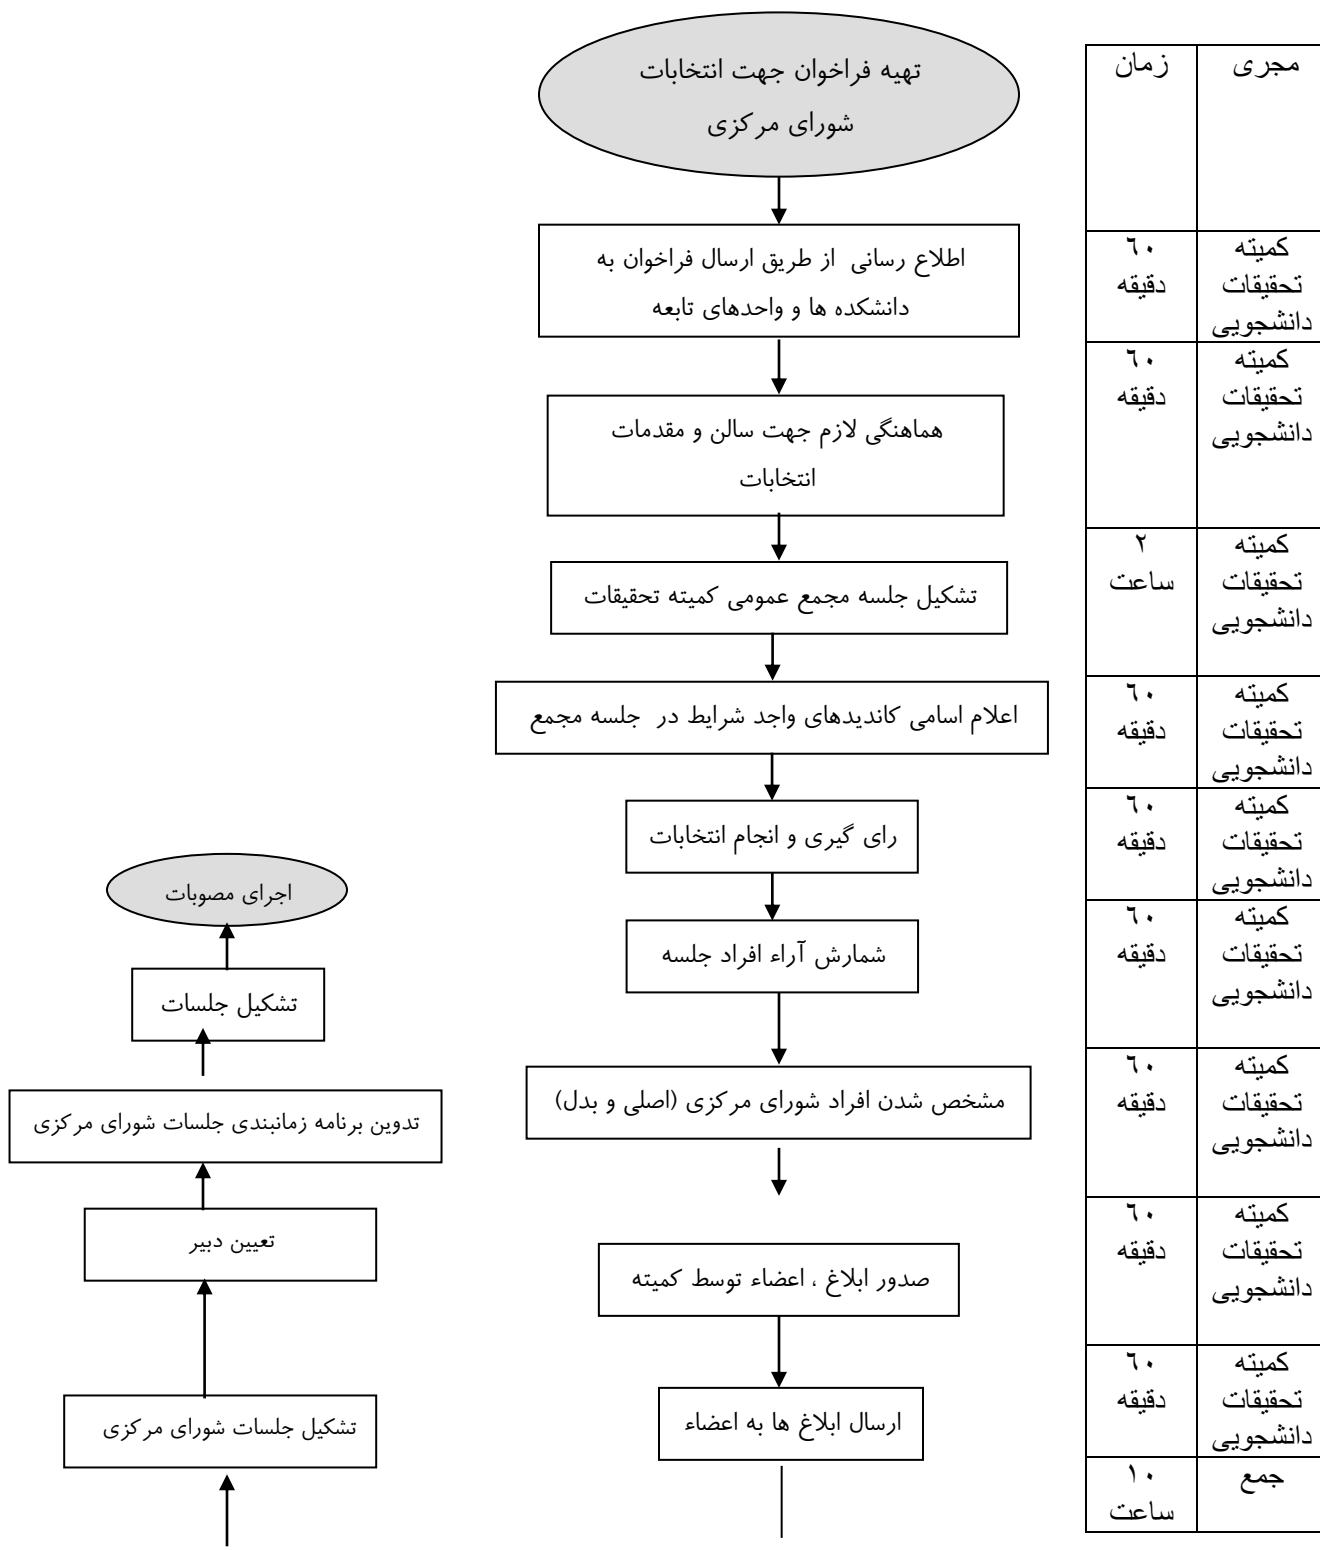 تهیه فراخوان جهت انتخابات
شورای مرکزی
اطلاع رسانی از طریق ارسال فراخوان به
دانشکده ها و واحدهای تابعه
هماهنگی لازم جهت سالن و مقدمات
انتخابات
تشکیل جلسه مجمع عمومی کمیته تحقیقات
اعلام اسامی کاندیدهای واجد شرایط در جلسه مجمع
رای گیری و انجام انتخابات
شمارش آراء افراد جلسه
مشخص شدن افراد شورای مرکزی (اصلی و بدل)
صدور ابلاغ ، اعضاء توسط کمیته
ارسال ابلاغ ها به اعضاء
تشکیل جلسات شورای مرکزی
تعیین دبیر
تدوین برنامه زمانبندی جلسات شورای مرکزی
تشکیل جلسات
اجرای مصوبات
مجری زمان
کمیته ٦٠
تحقیقات دقیقه
دانشجویی
کمیته ٦٠
تحقیقات دقیقه
دانشجویی
کمیته ٢
تحقیقات ساعت
دانشجویی
کمیته ٦٠
تحقیقات دقیقه
دانشجویی
کمیته ٦٠
تحقیقات دقیقه
دانشجویی
کمیته ٦٠
تحقیقات دقیقه
دانشجویی
کمیته ٦٠
تحقیقات دقیقه
دانشجویی
کمیته ٦٠
تحقیقات دقیقه
دانشجویی
کمیته ٦٠
تحقیقات دقیقه
دانشجویی
جمع ١٠
ساعت